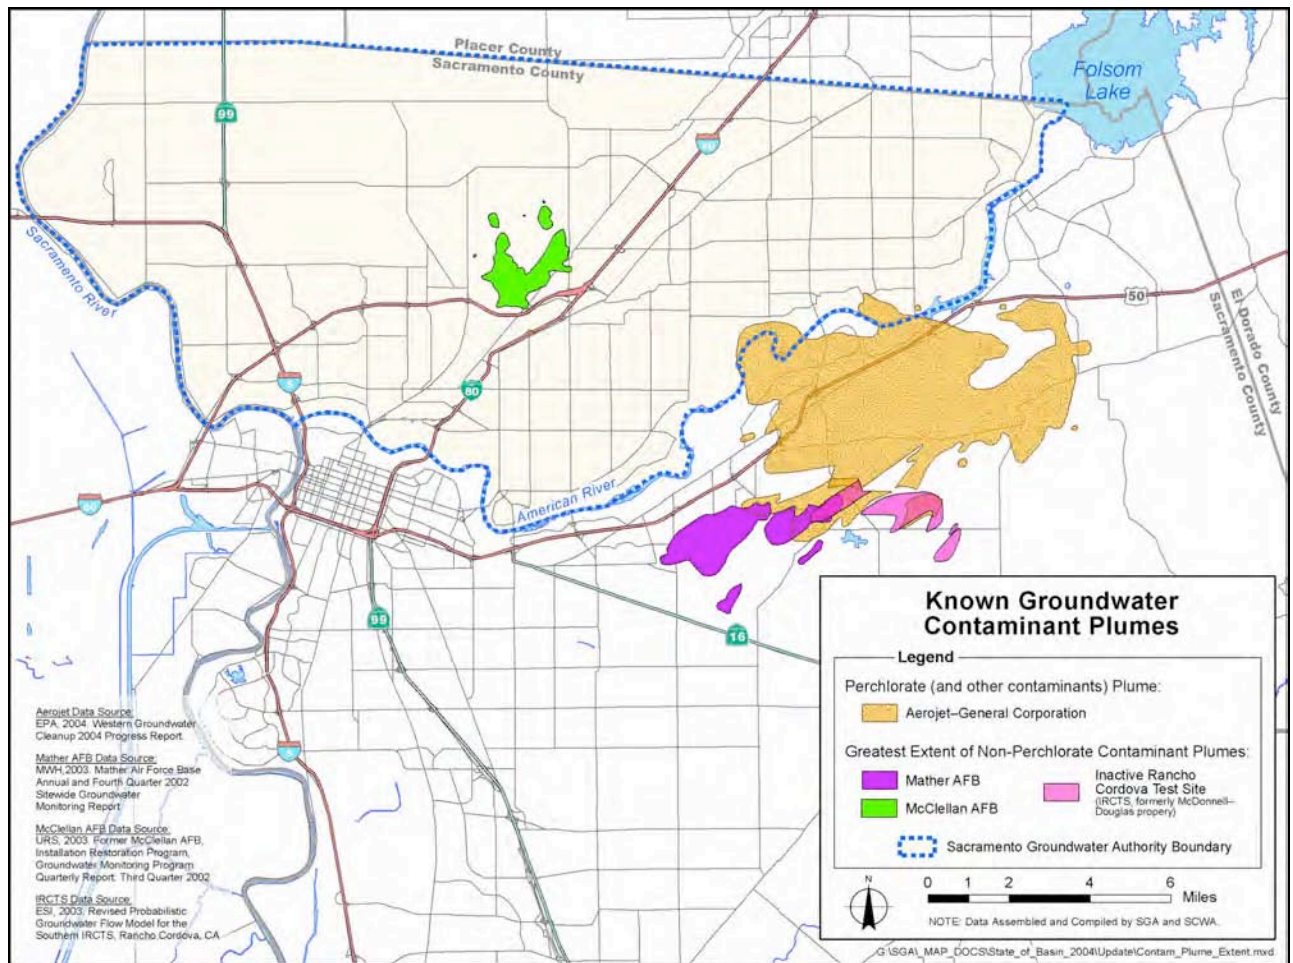 Placer County
Sacramento County
Folsom
Lake
99
80
Sacramento River
50
El Dorado County
Sacramento County
5
80
American River
80
99
16
5
Known Groundwater
Contaminant Plumes
Legend
Perchlorate (and other contaminants) Plume:
Aerojet–General Corporation
Greatest Extent of Non-Perchlorate Contaminant Plumes:
Mather AFB
McClellan AFB
Inactive Rancho
Cordova Test Site
(IRCTS, formerly McDonnell–
Douglas propery)
Sacramento Groundwater Authority Boundary
N
0 1 2 4 6
Miles
NOTE: Data Assembled and Compiled by SGA and SCWA.
Aerojet Data Source:
EPA, 2004. Western Groundwater
Cleanup 2004 Progress Report
Mather AFB Data Source:
MWH,2003. Mather Air Force Base
Annual and Fourth Quarter 2002
Sitewide Groundwater
Monitoring Report
McClellan AFB Data Source:
URS, 2003. Former McClellan AFB,
Installation Restoration Program,
Groundwater Monitoring Program
Quarterly Report: Third Quarter 2002
IRCTS Data Source:
ESI, 2003. Revised Probabilistic
Groundwater Flow Model for the
Southern IRCTS, Rancho Cordova, CA
G:\SGA\_MAP_DOCS\State_of_Basin_2004\Update\Contam_Plume_Extent.mxd